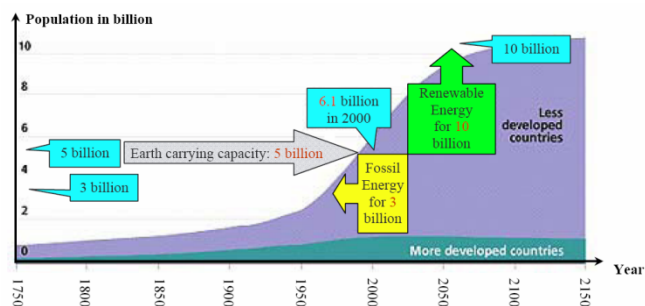 Population in billion
10
8
6
4
2
0
10 billion
6.1 billion
in 2000
Renewable
Energy
for 10
billion
Less
developed
countries
5 billion
Earth carrying capacity: 5 billion
3 billion
Fossil
Energy
for 3
billion
More developed countries
Year
1750
1800
1850
1900
1950
2000
2050
2100
2150